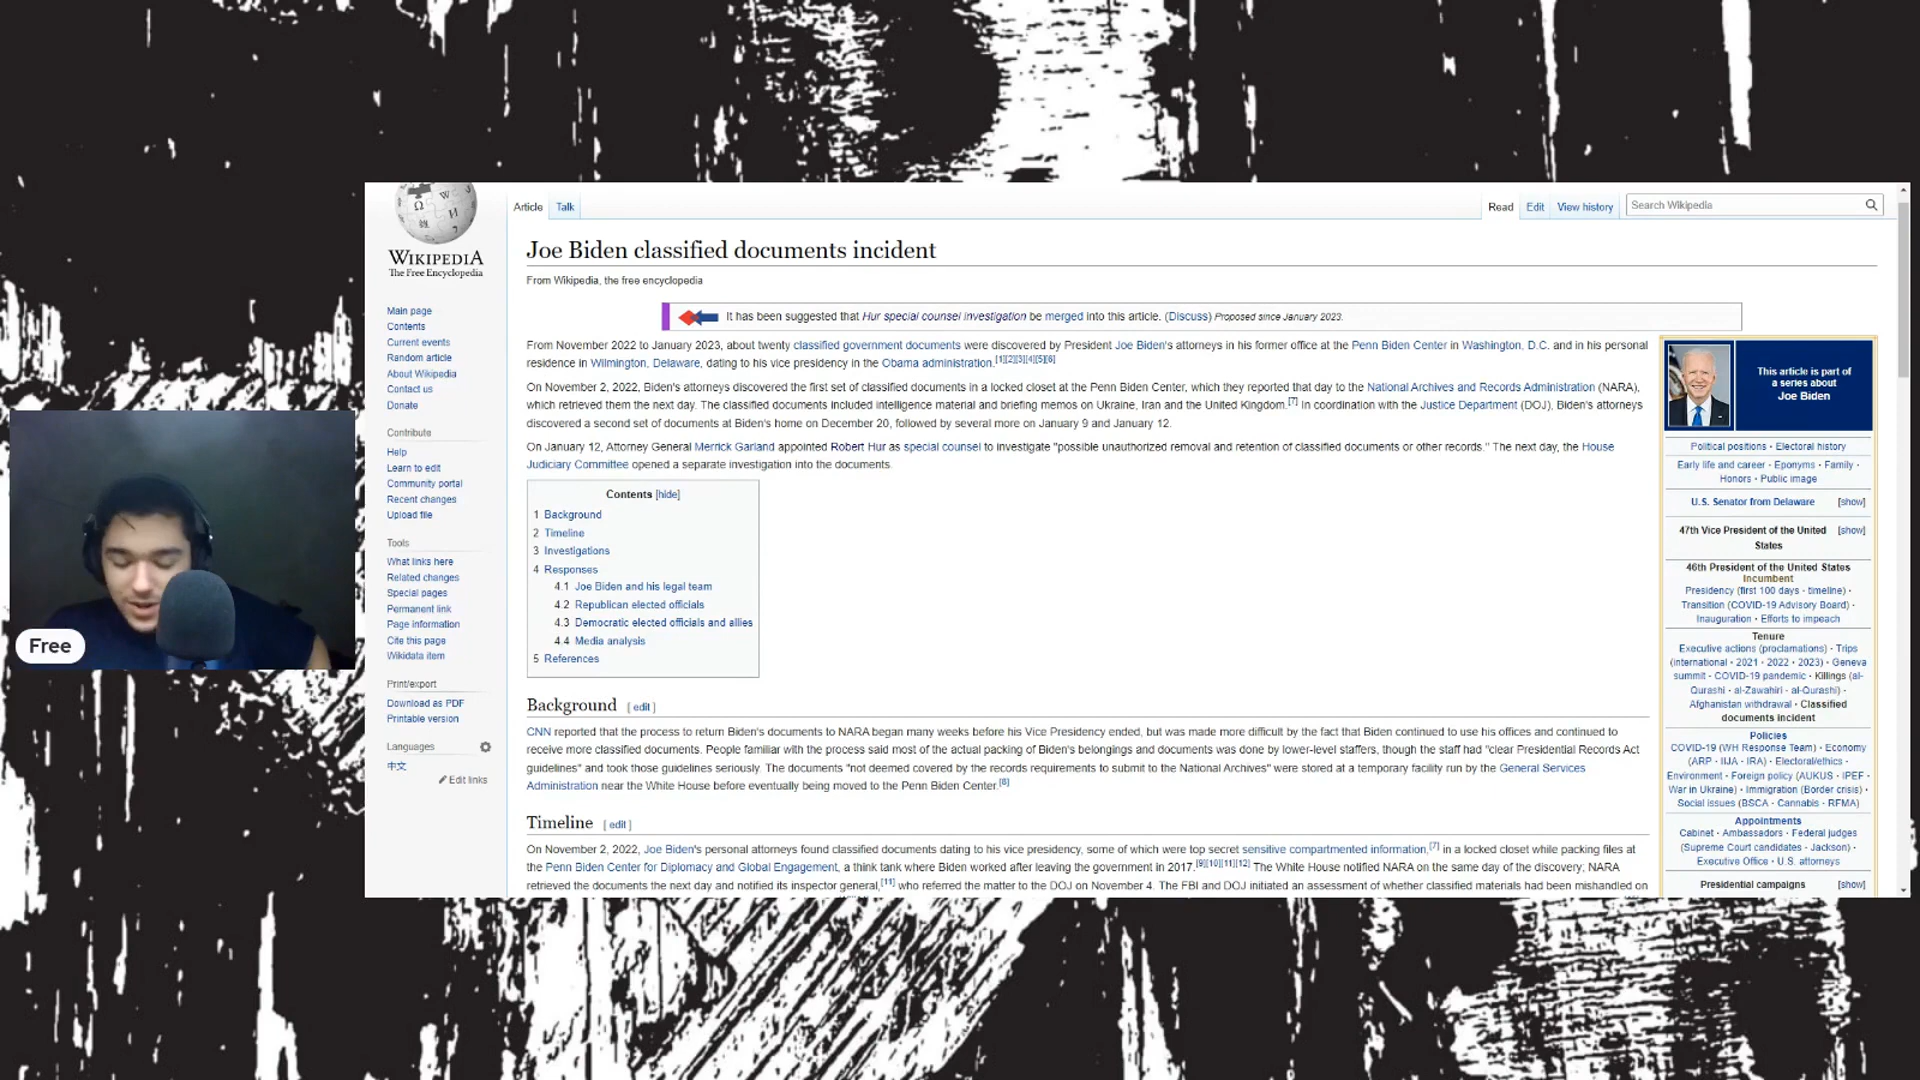 WIKIPEDIA
The Free Encyclopedia
Main page
Contents
Current events
Random article
About Wikipedia
Contact us
Donate
Contribute
Help
Learn to edit
Community portal
Recent changes
Upload file
Tools
What links here
Related changes
Special pages
Permanent link
Page information
Cite this page
Wikidata item
Print/export
Download as PDF
Printable version
Languages
中文
Edit links
Free
Article Talk Read Edit View history Search Wikipedia
Joe Biden classified documents incident
From Wikipedia, the free encyclopedia
It has been suggested that Hur special counsel investigation be merged into this article. (Discuss) Proposed since January 2023.
From November 2022 to January 2023, about twenty classified government documents were discovered by President Joe Biden's attorneys in his former office at the Penn Biden Center in Washington, D.C. and in his personal
residence in Wilmington, Delaware, dating to his vice presidency in the Obama administration.[1][2][3][4][5][6]
On November 2, 2022, Biden's attorneys discovered the first set of classified documents in a locked closet at the Penn Biden Center, which they reported that day to the National Archives and Records Administration (NARA),
which retrieved them the next day. The classified documents included intelligence material and briefing memos on Ukraine, Iran and the United Kingdom.[7] In coordination with the Justice Department (DOJ), Biden's attorneys
discovered a second set of documents at Biden's home on December 20, followed by several more on January 9 and January 12.
On January 12, Attorney General Merrick Garland appointed Robert Hur as special counsel to investigate "possible unauthorized removal and retention of classified documents or other records." The next day, the House
Judiciary Committee opened a separate investigation into the documents.
Contents [hide]
1 Background
2 Timeline
3 Investigations
4 Responses
4.1 Joe Biden and his legal team
4.2 Republican elected officials
4.3 Democratic elected officials and allies
4.4 Media analysis
5 References
Background [ edit ]
CNN reported that the process to return Biden's documents to NARA began many weeks before his Vice Presidency ended, but was made more difficult by the fact that Biden continued to use his offices and continued to
receive more classified documents. People familiar with the process said most of the actual packing of Biden's belongings and documents was done by lower-level staffers, though the staff had "clear Presidential Records Act
guidelines" and took those guidelines seriously. The documents "not deemed covered by the records requirements to submit to the National Archives" were stored at a temporary facility run by the General Services
Administration near the White House before eventually being moved to the Penn Biden Center.[8]
Timeline [ edit ]
On November 2, 2022, Joe Biden's personal attorneys found classified documents dating to his vice presidency, some of which were top secret sensitive compartmented information,[7] in a locked closet while packing files at
the Penn Biden Center for Diplomacy and Global Engagement, a think tank where Biden worked after leaving the government in 2017.[9][10][11][12] The White House notified NARA on the same day of the discovery; NARA
retrieved the documents the next day and notified its inspector general,[11] who referred the matter to the DOJ on November 4. The FBI and DOJ initiated an assessment of whether classified materials had been mishandled on
This article is part of
a series about
Joe Biden
Political positions · Electoral history
Early life and career · Eponyms · Family ·
Honors · Public image
U.S. Senator from Delaware [show]
47th Vice President of the United [show]
States
46th President of the United States
Incumbent
Presidency (first 100 days · timeline) ·
Transition (COVID-19 Advisory Board) ·
Inauguration · Efforts to impeach
Tenure
Executive actions (proclamations) · Trips
(international · 2021 · 2022 · 2023) · Geneva
summit · COVID-19 pandemic · Killings (al-
Qurashi · al-Zawahiri · al-Qurashi) ·
Afghanistan withdrawal · Classified
documents incident
Policies
COVID-19 (WH Response Team) · Economy
(ARP · IIJA · IRA) · Electoral/ethics ·
Environment · Foreign policy (AUKUS · IPEF ·
War in Ukraine) · Immigration (Border crisis) ·
Social issues (BSCA · Cannabis · RFMA)
Appointments
Cabinet · Ambassadors · Federal judges
(Supreme Court candidates · Jackson) ·
Executive Office · U.S. attorneys
Presidential campaigns [show]